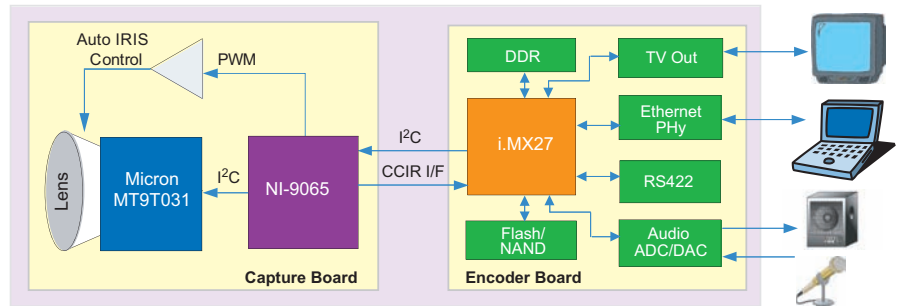 Auto IRIS
Control
PWM
Lens
Micron
MT9T031
I²C
NI-9065
Capture Board
I²C
CCIR I/F
DDR
i.MX27
Flash/
NAND
TV Out
Ethernet
PHy
RS422
Audio
ADC/DAC
Encoder Board